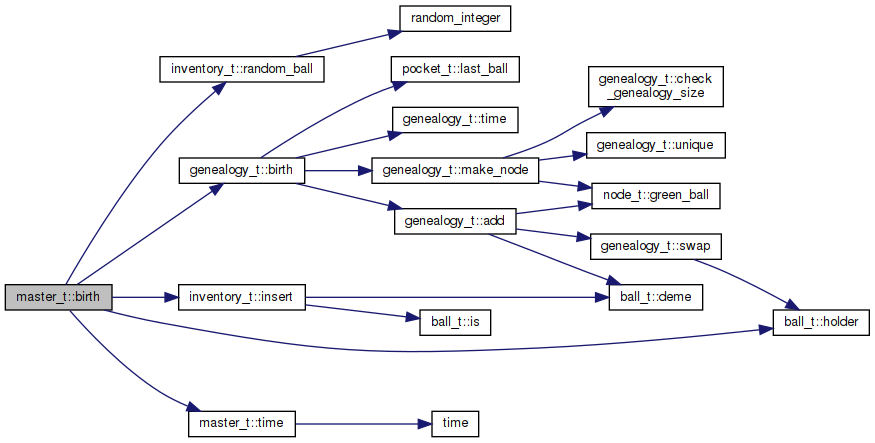 random_integer
inventory_t::random_ball
pocket_t::last_ball
genealogy_t::check
_genealogy_size
genealogy_t::time
genealogy_t::unique
genealogy_t::birth
genealogy_t::make_node
node_t::green_ball
genealogy_t::add
genealogy_t::swap
master_t::birth
inventory_t::insert
ball_t::deme
ball_t::is
ball_t::holder
master_t::time
time